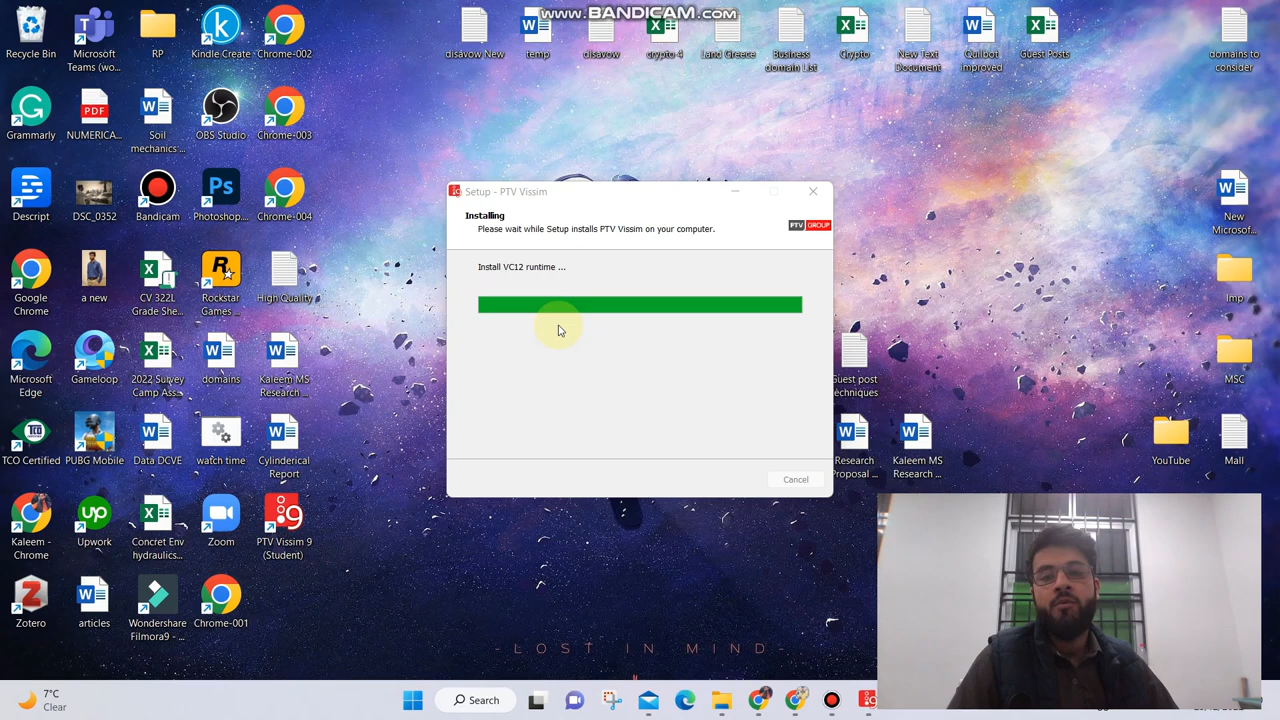 www.BANDICAM.com
Recycle Bin
Microsoft
Teams (wo...
RP
Kindle Create
Chrome-002
disavow New
temp
disavow
crypto 4
Land Greece
Business
domain List
Crypto
New Text
Document
Quilbot
improved
Guest Posts
domains to
consider
Grammarly
PDF
NUMERICA...
Soil
mechanics'...
OBS Studio
Chrome-003
Descript
DSC_0352
Bandicam
Ps
Photoshop....
Chrome-004
New
Microsof...
Setup - PTV Vissim
Installing
Please wait while Setup installs PTV Vissim on your computer.
PTV GROUP
Install VC12 runtime ...
Cancel
Google
Chrome
a new
CV 322L
Grade She...
Rockstar
Games ...
High Quality
Imp
Microsoft
Edge
Gameloop
2022 Survey
Camp Ass...
domains
Kaleem MS
Research ...
Guest post
techniques
MSC
TCO Certified
PUBG Mobile
Data DCVE
watch time
Cylinderical
Report
Research
Proposal ...
Kaleem MS
Research ...
YouTube
Mall
Kaleem -
Chrome
up
Upwork
Concret Env
hydraulics...
Zoom
PTV Vissim 9
(Student)
Zotero
articles
Wondershare
Filmora9 - ...
Chrome-001
-LOST IN MIND-
7°C
Clear
Search